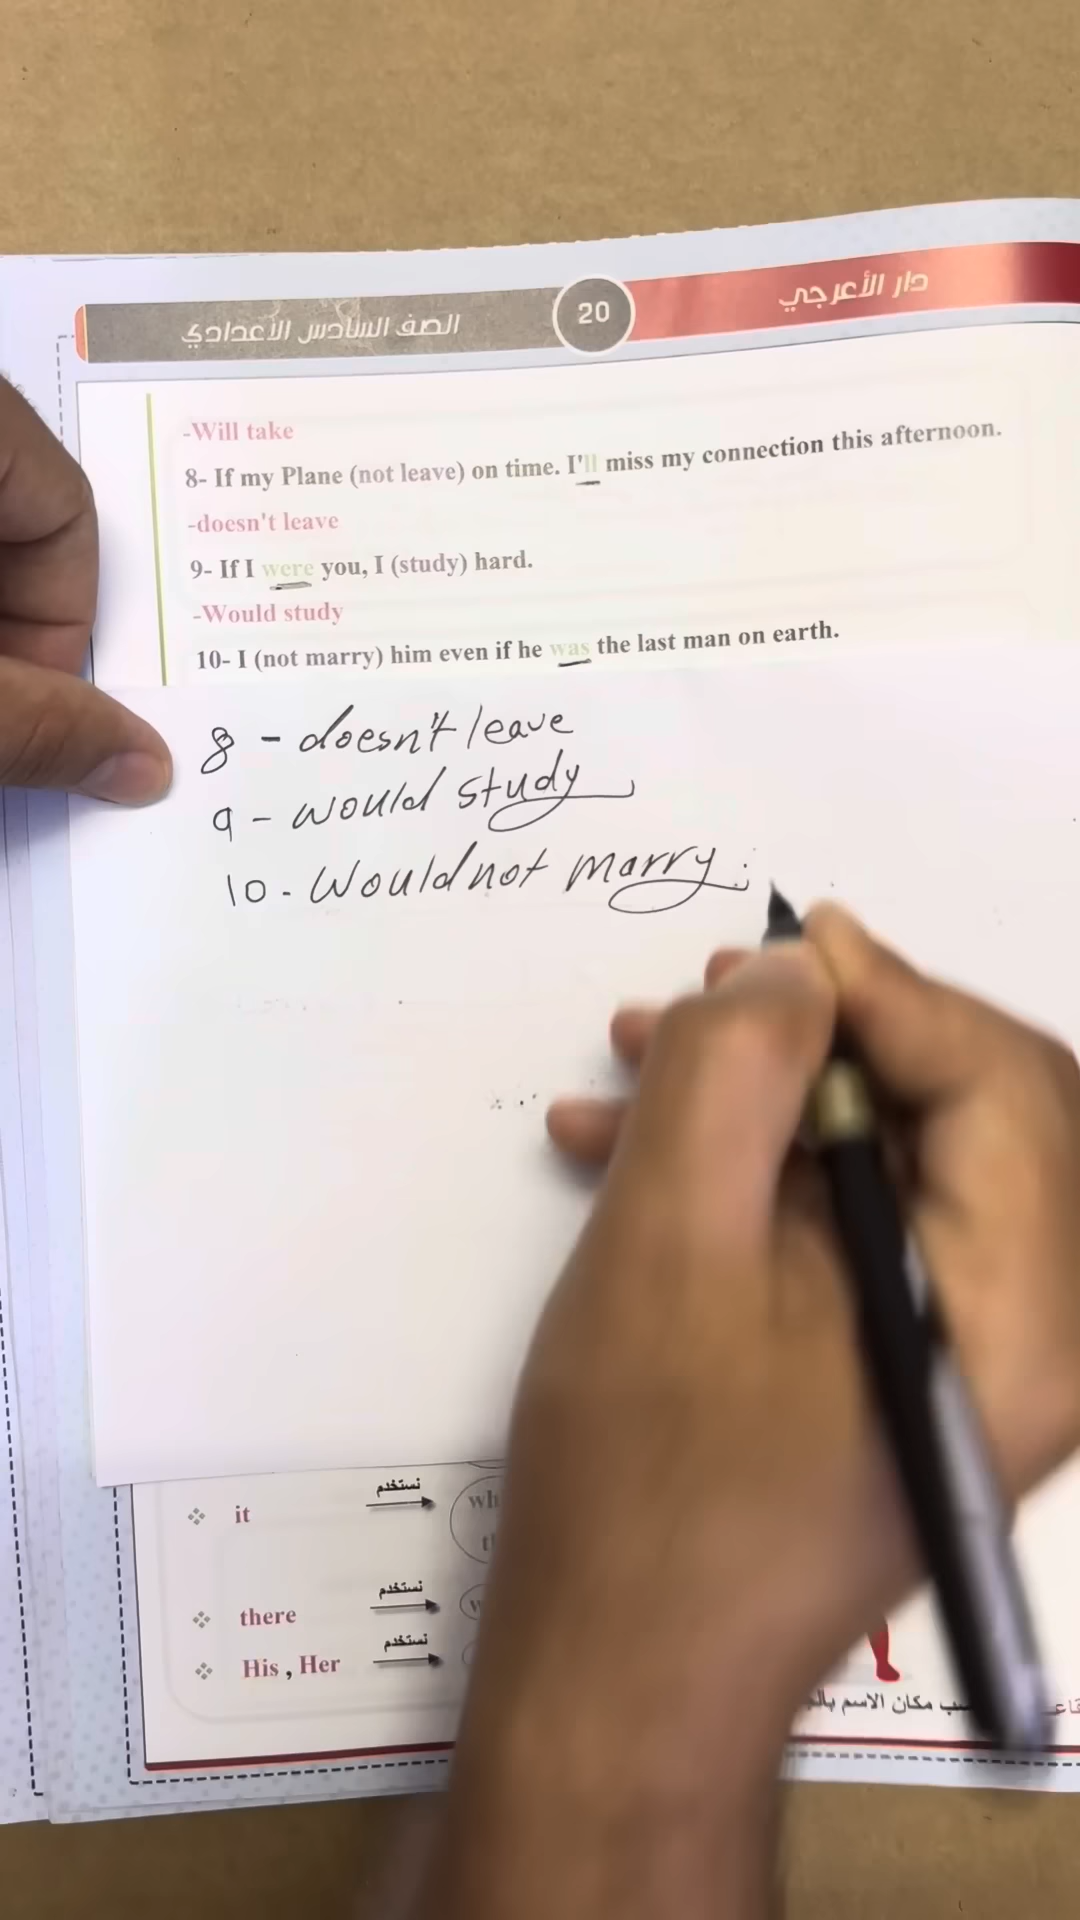 الصف السادس الأعدادي
20
دار الأعرجي
-Will take
8- If my Plane (not leave) on time. I'll miss my connection this afternoon.
-doesn't leave
9- If I were you, I (study) hard.
-Would study
10- I (not marry) him even if he was the last man on earth.
8 - doesn't leave
9 - would study
10 - Would not marry
it
نستخدم
there
نستخدم
His , Her
نستخدم
مكان الاسم